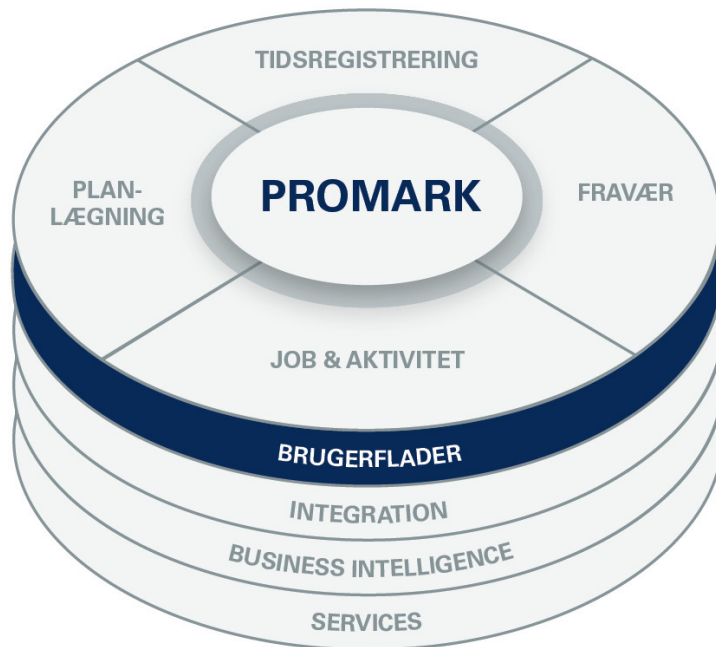 TIDSREGISTRERING
PLAN-
LÆGNING
PROMARK
FRAVÆR
JOB & AKTIVITET
BRUGERFLADER
INTEGRATION
BUSINESS INTELLIGENCE
SERVICES